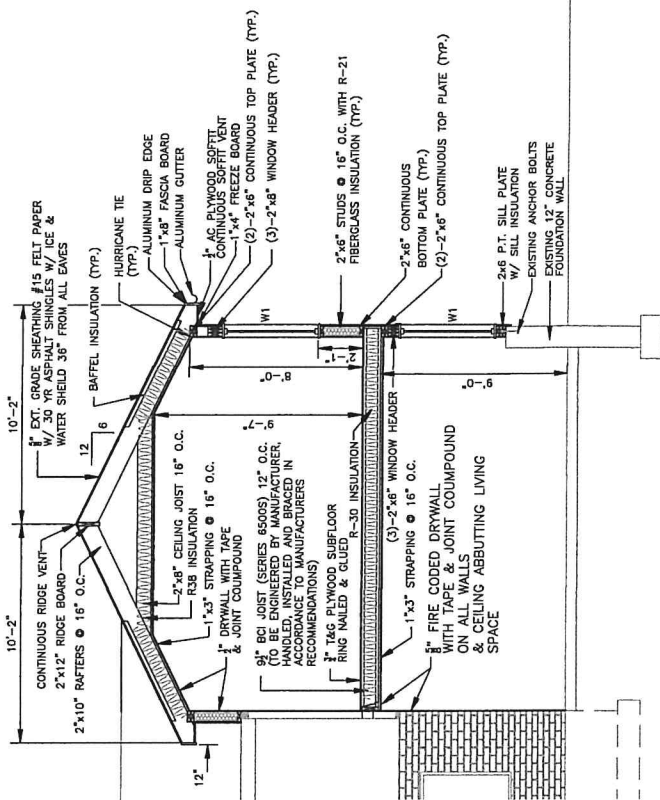 10'-2"
10'-2"
CONTINUOUS RIDGE VENT
2"x12" RIDGE BOARD
2"x10" RAFTERS @ 16" O.C.
12"
5/8" EXT. GRADE SHEATHING #15 FELT PAPER
W/ 30 YR ASPHALT SHINGLES W/ ICE &
WATER SHEILD 36" FROM ALL EAVES
12
6
BAFFEL INSULATION (TYP.)
HURRICANE TIE
(TYP.)
ALUMINUM DRIP EDGE
1"x8" FASCIA BOARD
ALUMINUM GUTTER
1/2" AC PLYWOOD SOFFIT
CONTINUOUS SOFFIT VENT
1"x4" FREEZE BOARD
(2)-2"x6" CONTINUOUS TOP PLATE (TYP.)
(3)-2"x8" WINDOW HEADER (TYP.)
2"x8" CEILING JOIST 16" O.C.
R38 INSULATION
1"x3" STRAPPING @ 16" O.C.
1/2" DRYWALL WITH TAPE
& JOINT COUMPOUND
9'-7"
8'-0"
W1
2'-1"
2"x6" STUDS @ 16" O.C. WITH R-21
FIBERGLASS INSULATION (TYP.)
9 1/2" BCI JOIST (SERIES 6500S) 12" O.C.
(TO BE ENGINEERED BY MANUFACTURER,
HANDLED, INSTALLED AND BRACED IN
ACCORDANCE TO MANUFACTURERS
RECOMMENDATIONS)
3/4" T&G PLYWOOD SUBFLOOR
RING NAILED & GLUED
R-30 INSULATION
2"x6" CONTINUOUS
BOTTOM PLATE (TYP.)
(2)-2"x6" CONTINUOUS TOP PLATE (TYP.)
(3)-2"x6" WINDOW HEADER
1"x3" STRAPPING @ 16" O.C.
5/8" FIRE CODED DRYWALL
WITH TAPE & JOINT COUMPOUND
ON ALL WALLS
& CEILING ABBUTTING LIVING
SPACE
9'-0"
W1
2x6 P.T. SILL PLATE
W/ SILL INSULATION
EXISTING ANCHOR BOLTS
EXISTING 12" CONCRETE
FOUNDATION WALL